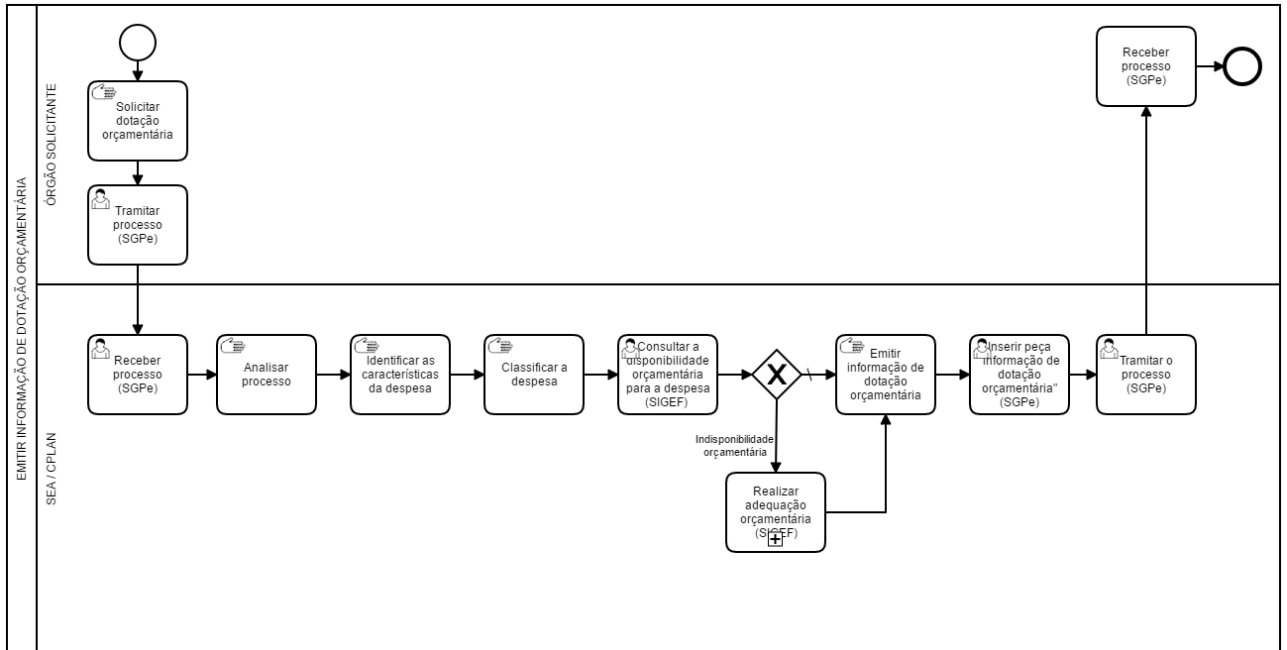 EMITIR INFORMAÇÃO DE DOTAÇÃO ORÇAMENTÁRIA
ÓRGÃO SOLICITANTE
Solicitar
dotação
orçamentária
Tramitar
processo
(SGPe)
Receber
processo
(SGPe)
SEA / CPLAN
Receber
processo
(SGPe)
Analisar
processo
Identificar as
características
da despesa
Classificar a
despesa
Consultar a
disponibilidade
orçamentária
para a despesa
(SIGEF)
Indisponibilidade
orçamentária
Realizar
adequação
orçamentária
(SIGEF)
Emitir
informação de
dotação
orçamentária
Inserir peça
"informação de
dotação
orçamentária"
(SGPe)
Tramitar o
processo
(SGPe)